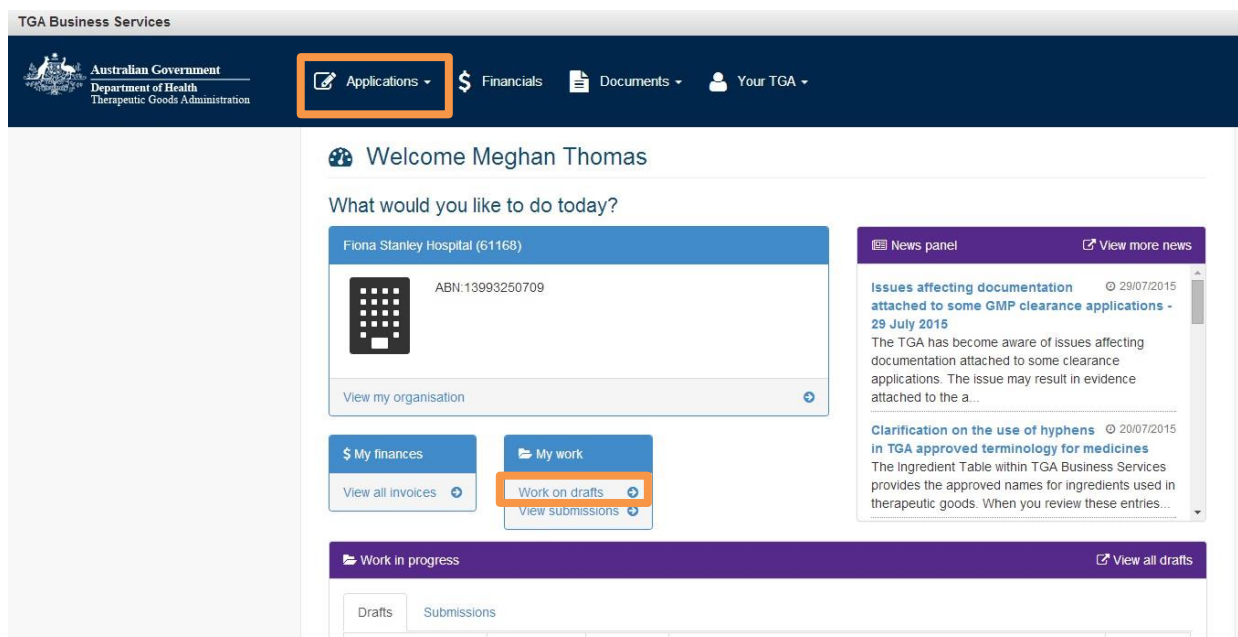 TGA Business Services
Australian Government
Department of Health
Therapeutic Goods Administration
Applications
$ Financials
Documents
Your TGA
Welcome Meghan Thomas
What would you like to do today?
Fiona Stanley Hospital (61168)
ABN:13993250709
View my organisation
News panel
View more news
Issues affecting documentation 29/07/2015
attached to some GMP clearance applications -
29 July 2015
The TGA has become aware of issues affecting
documentation attached to some clearance
applications. The issue may result in evidence
attached to the a...
Clarification on the use of hyphens 20/07/2015
in TGA approved terminology for medicines
The Ingredient Table within TGA Business Services
provides the approved names for ingredients used in
therapeutic goods. When you review these entries...
$ My finances
View all invoices
My work
Work on drafts
View submissions
Work in progress
View all drafts
Drafts
Submissions